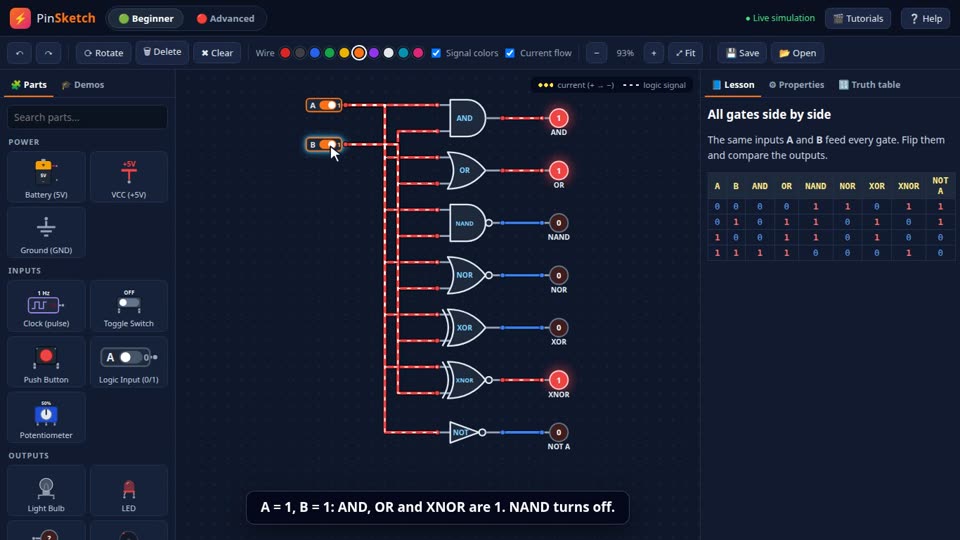 PinSketch
Beginner
Advanced
Live simulation
Tutorials
? Help
Rotate
Delete
Clear
Wire
Signal colors
Current flow
93%
Fit
Save
Open
Parts
Demos
Search parts...
POWER
5V
Battery (5V)
+5V
VCC (+5V)
Ground (GND)
INPUTS
1 Hz
Clock (pulse)
OFF
Toggle Switch
Push Button
A 0
Logic Input (0/1)
50%
Potentiometer
OUTPUTS
Light Bulb
LED
?
current (+ → −)
logic signal
A 1
B 1
AND
1
AND
OR
1
OR
NAND
0
NAND
NOR
0
NOR
XOR
0
XOR
XNOR
1
XNOR
NOT
0
NOT A
A = 1, B = 1: AND, OR and XNOR are 1. NAND turns off.
Lesson
Properties
Truth table
All gates side by side
The same inputs A and B feed every gate. Flip them
and compare the outputs.
A B AND OR NAND NOR XOR XNOR NOT A
0 0 0 0 1 1 0 1 1
0 1 0 1 1 0 1 0 1
1 0 0 1 1 0 1 0 0
1 1 1 1 0 0 0 1 0